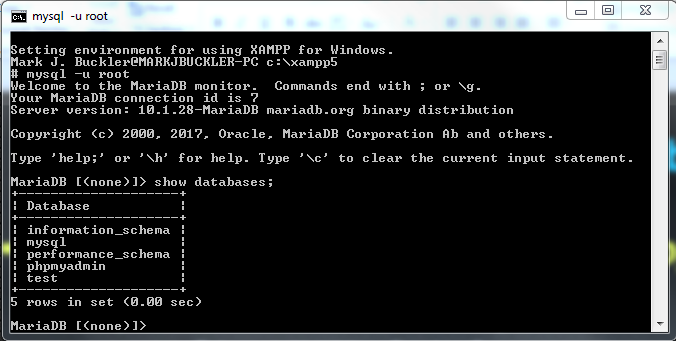 mysql -u root
Setting environment for using XAMPP for Windows.
Mark J. Buckler@MARKJBUCKLER-PC c:\xampp5
# mysql -u root
Welcome to the MariaDB monitor.  Commands end with ; or \g.
Your MariaDB connection id is 7
Server version: 10.1.28-MariaDB mariadb.org binary distribution
Copyright (c) 2000, 2017, Oracle, MariaDB Corporation Ab and others.
Type 'help;' or '\h' for help. Type '\c' to clear the current input statement.
MariaDB [(none)]> show databases;
+--------------------+
| Database           |
+--------------------+
| information_schema |
| mysql              |
| performance_schema |
| phpmyadmin         |
| test               |
+--------------------+
5 rows in set (0.00 sec)
MariaDB [(none)]>